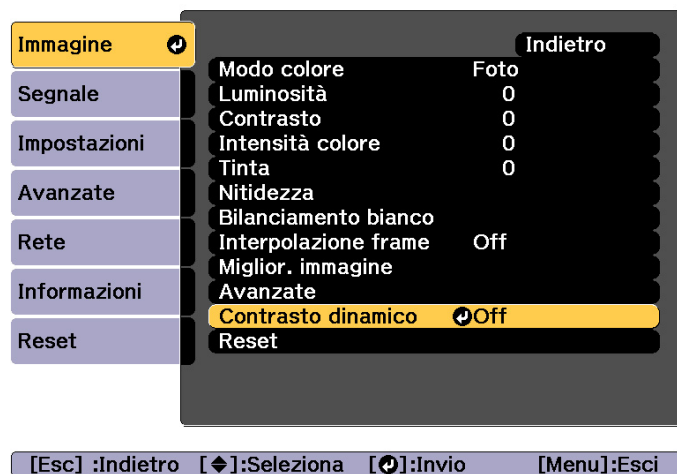 Immagine
Segnale
Impostazioni
Avanzate
Rete
Informazioni
Reset
Indietro
Modo colore Foto
Luminosità 0
Contrasto 0
Intensità colore 0
Tinta 0
Nitidezza
Bilanciamento bianco
Interpolazione frame Off
Miglior. immagine
Avanzate
Contrasto dinamico Off
Reset
[Esc] :Indietro [◆]:Seleziona [↵]:Invio [Menu]:Esci